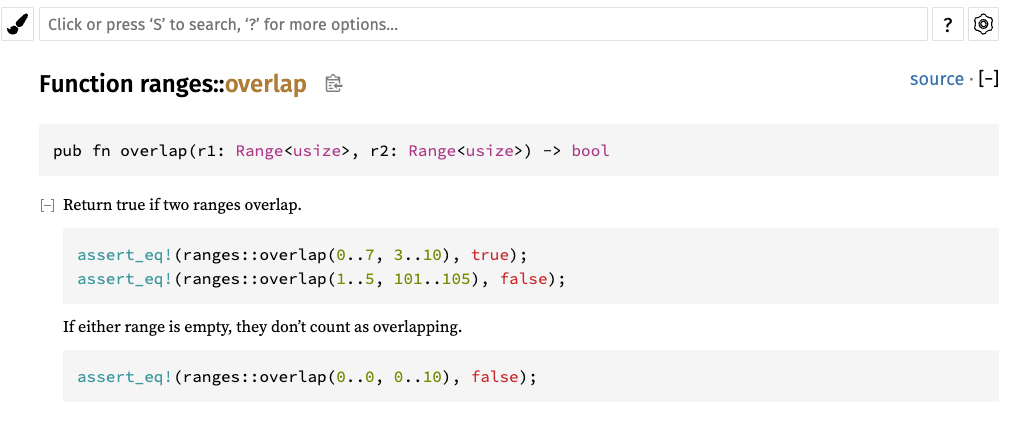 Click or press ‘S’ to search, ‘?’ for more options…
?
Function ranges::overlap
source · [-]
pub fn overlap(r1: Range<usize>, r2: Range<usize>) -> bool
[-] Return true if two ranges overlap.
assert_eq!(ranges::overlap(0..7, 3..10), true);
assert_eq!(ranges::overlap(1..5, 101..105), false);
If either range is empty, they don’t count as overlapping.
assert_eq!(ranges::overlap(0..0, 0..10), false);